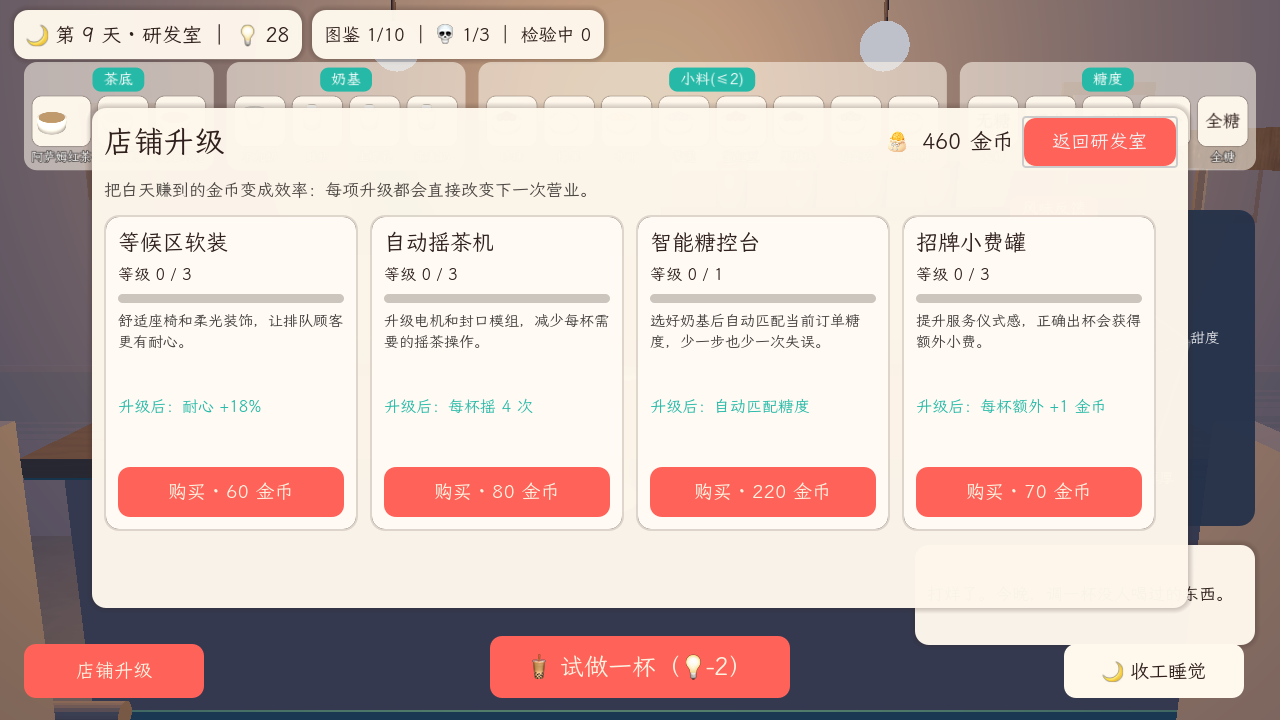 🌙 第 9 天・研发室 | 💡 28
图鉴 1/10 | 💀 1/3 | 检验中 0
茶底
奶基
小料(≤2)
糖度
阿萨姆红茶
全糖
全糖
店铺升级
460 金币
返回研发室
把白天赚到的金币变成效率：每项升级都会直接改变下一次营业。
等候区软装
等级 0 / 3
舒适座椅和柔光装饰，让排队顾客
更有耐心。
升级后：耐心 +18%
购买・60 金币
自动摇茶机
等级 0 / 3
升级电机和封口模组，减少每杯需
要的摇茶操作。
升级后：每杯摇 4 次
购买・80 金币
智能糖控台
等级 0 / 1
选好奶基后自动匹配当前订单糖
度，少一步也少一次失误。
升级后：自动匹配糖度
购买・220 金币
招牌小费罐
等级 0 / 3
提升服务仪式感，正确出杯会获得
额外小费。
升级后：每杯额外 +1 金币
购买・70 金币
甜度
东西。
店铺升级
🧋 试做一杯（💡-2）
🌙 收工睡觉